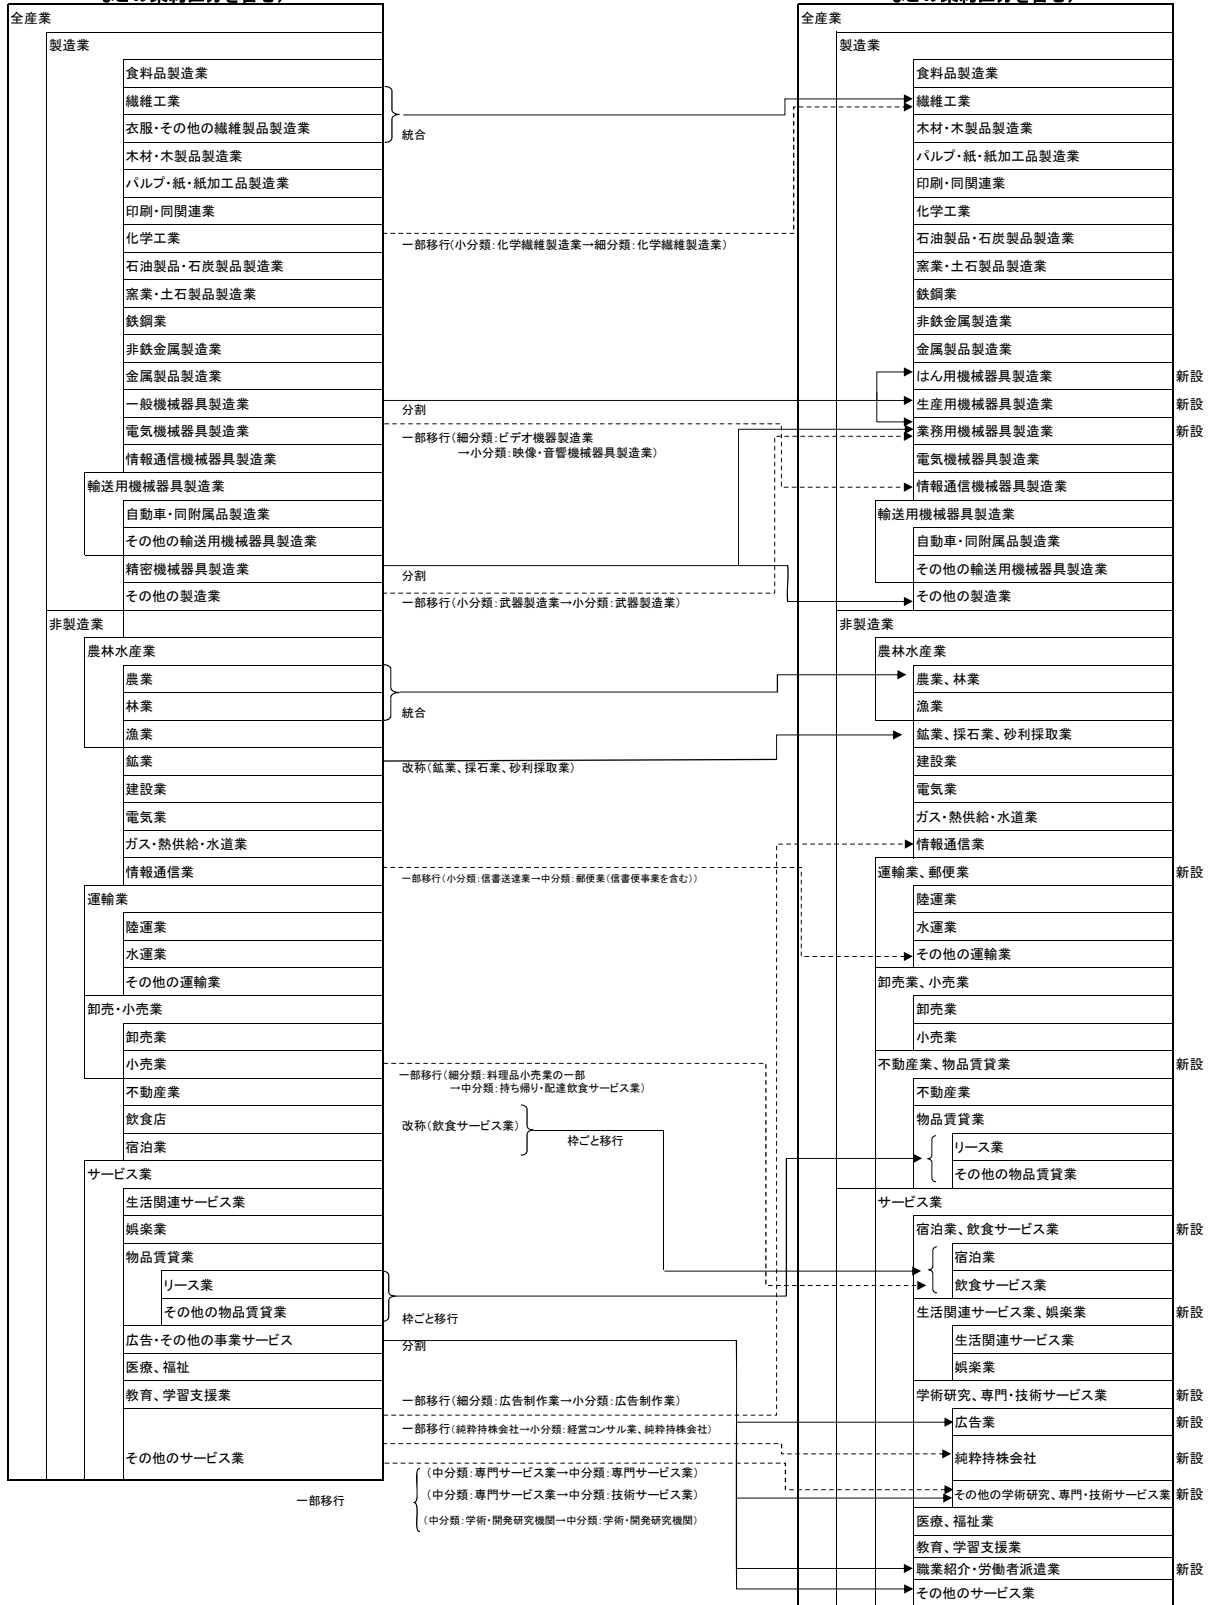 全産業
製造業
食料品製造業
繊維工業
衣服・その他の繊維製品製造業
木材・木製品製造業
パルプ・紙・紙加工品製造業
印刷・同関連業
化学工業
石油製品・石炭製品製造業
窯業・土石製品製造業
鉄鋼業
非鉄金属製造業
金属製品製造業
一般機械器具製造業
電気機械器具製造業
情報通信機械器具製造業
輸送用機械器具製造業
自動車・同附属品製造業
その他の輸送用機械器具製造業
精密機械器具製造業
その他の製造業
非製造業
農林水産業
農業
林業
漁業
鉱業
建設業
電気業
ガス・熱供給・水道業
情報通信業
運輸業
陸運業
水運業
その他の運輸業
卸売・小売業
卸売業
小売業
不動産業
飲食店
宿泊業
サービス業
生活関連サービス業
娯楽業
物品賃貸業
リース業
その他の物品賃貸業
広告・その他の事業サービス
医療、福祉
教育、学習支援業
その他のサービス業
統合
一部移行(小分類:化学繊維製造業→細分類:化学繊維製造業)
分割
一部移行(細分類:ビデオ機器製造業
→小分類:映像・音響機械器具製造業)
分割
一部移行(小分類:武器製造業→小分類:武器製造業)
統合
改称(鉱業、採石業、砂利採取業)
一部移行(小分類:信書送達業→中分類:郵便業(信書便事業を含む))
一部移行(細分類:料理品小売業の一部
→中分類:持ち帰り・配達飲食サービス業)
改称(飲食サービス業)
枠ごと移行
枠ごと移行
分割
一部移行(細分類:広告制作業→小分類:広告制作業)
一部移行(純粋持株会社→小分類:経営コンサル業、純粋持株会社)
一部移行
(中分類:専門サービス業→中分類:専門サービス業)
(中分類:専門サービス業→中分類:技術サービス業)
(中分類:学術・開発研究機関→中分類:学術・開発研究機関)
全産業
製造業
食料品製造業
繊維工業
木材・木製品製造業
パルプ・紙・紙加工品製造業
印刷・同関連業
化学工業
石油製品・石炭製品製造業
窯業・土石製品製造業
鉄鋼業
非鉄金属製造業
金属製品製造業
はん用機械器具製造業 新設
生産用機械器具製造業 新設
業務用機械器具製造業 新設
電気機械器具製造業
情報通信機械器具製造業
輸送用機械器具製造業
自動車・同附属品製造業
その他の輸送用機械器具製造業
その他の製造業
非製造業
農林水産業
農業、林業
漁業
鉱業、採石業、砂利採取業
建設業
電気業
ガス・熱供給・水道業
情報通信業
運輸業、郵便業 新設
陸運業
水運業
その他の運輸業
卸売業、小売業
卸売業
小売業
不動産業、物品賃貸業 新設
不動産業
物品賃貸業
リース業
その他の物品賃貸業
サービス業
宿泊業、飲食サービス業 新設
宿泊業
飲食サービス業
生活関連サービス業、娯楽業 新設
生活関連サービス業
娯楽業
学術研究、専門・技術サービス業 新設
広告業 新設
純粋持株会社 新設
その他の学術研究、専門・技術サービス業 新設
医療、福祉業
教育、学習支援業
職業紹介・労働者派遣業 新設
その他のサービス業